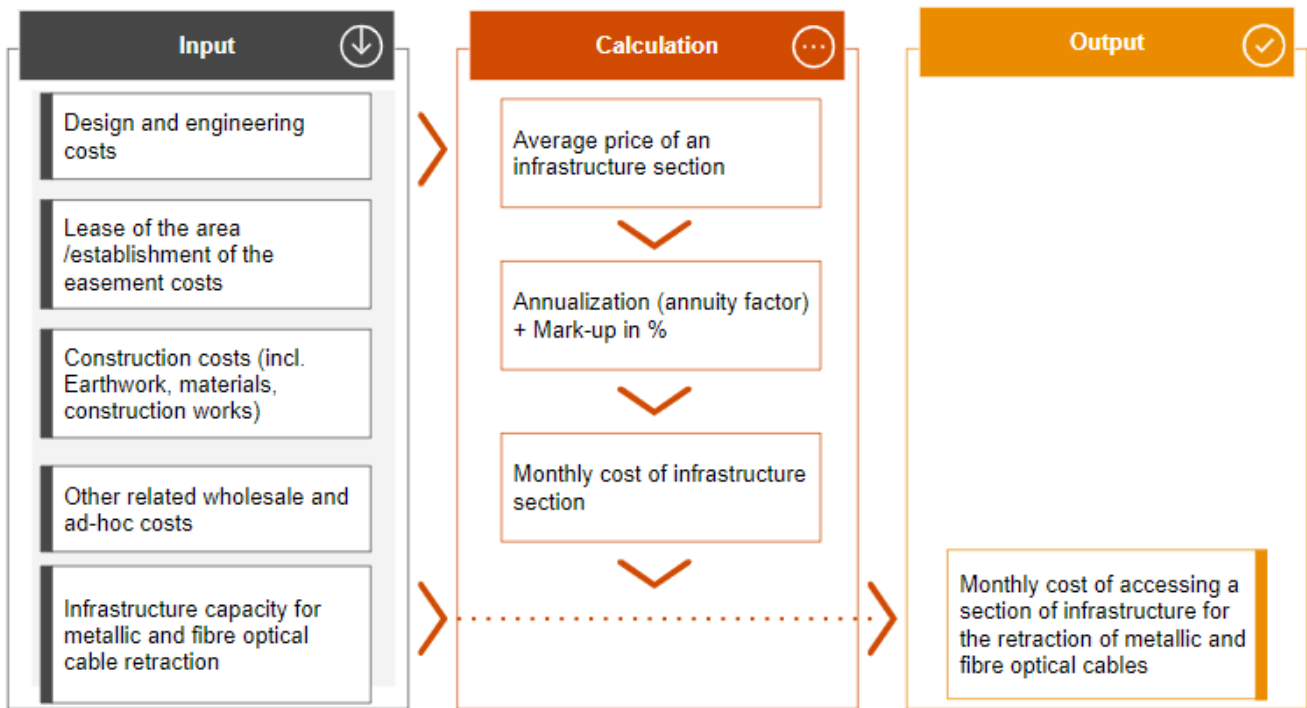 Input
Design and engineering
costs
Lease of the area
/establishment of the
easement costs
Construction costs (incl.
Earthwork, materials,
construction works)
Other related wholesale and
ad-hoc costs
Infrastructure capacity for
metallic and fibre optical
cable retraction
Calculation
Average price of an
infrastructure section
Annualization (annuity factor)
+ Mark-up in %
Monthly cost of infrastructure
section
Output
Monthly cost of accessing a
section of infrastructure for
the retraction of metallic and
fibre optical cables